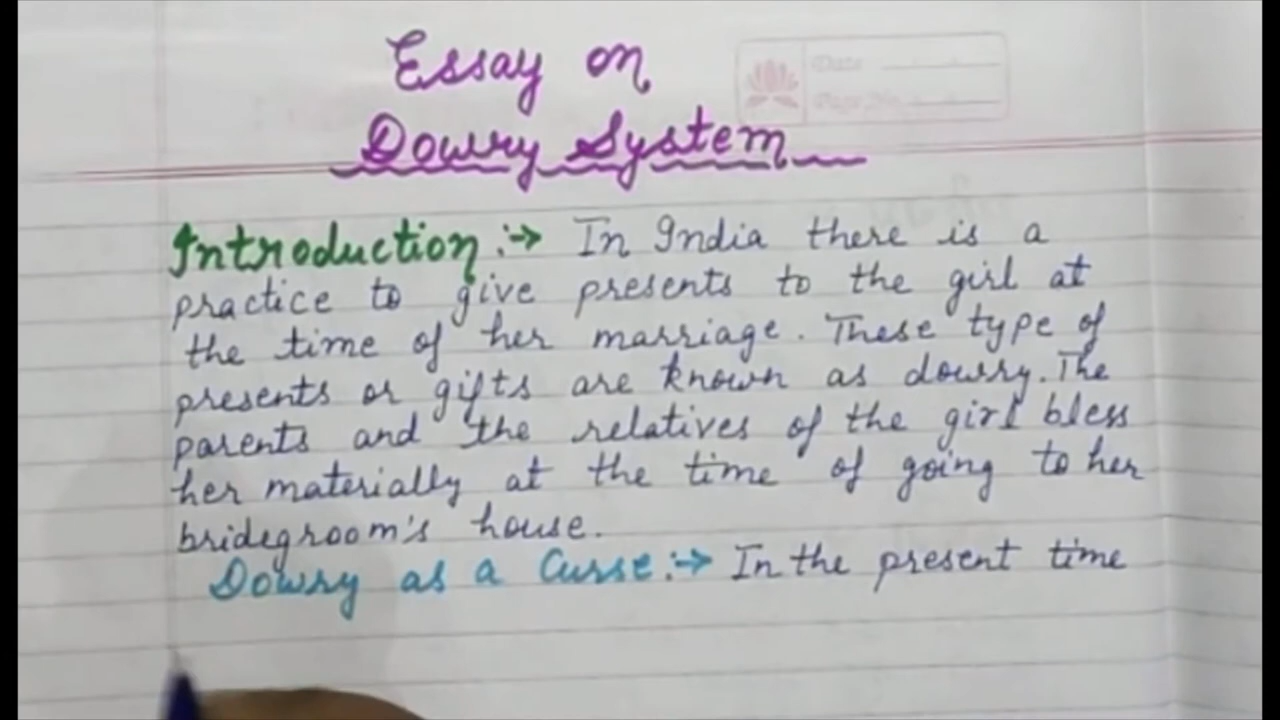 Essay on
Date
Page No.
Dowry System
Introduction :→ In India there is a
practice to give presents to the girl at
the time of her marriage. These type of
presents or gifts are known as dowry. The
parents and the relatives of the girl bless
her materially at the time of going to her
bridegroom's house.
Dowry as a Curse :→ In the present time